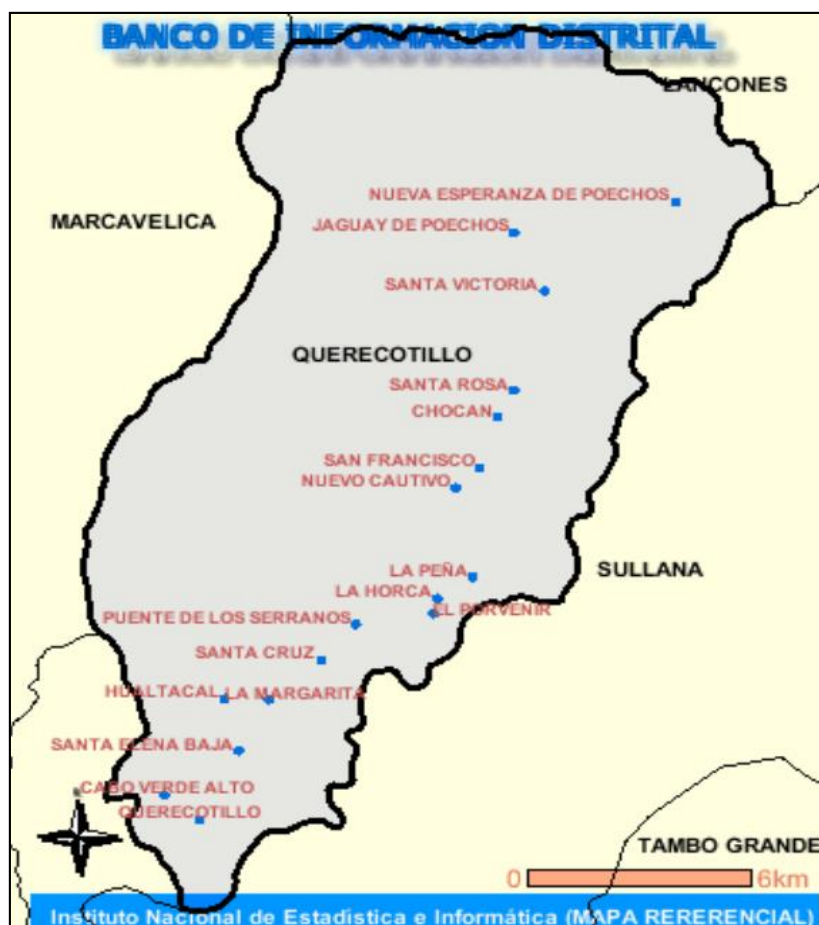 BANCO DE INFORMACION DISTRITAL
LANCONES
NUEVA ESPERANZA DE POECHOS
MARCAVELICA
JAGUAY DE POECHOS
SANTA VICTORIA
QUERECOTILLO
SANTA ROSA
CHOCAN
SAN FRANCISCO
NUEVO CAUTIVO
LA PEÑA
SULLANA
LA HORCA
EL PORVENIR
PUENTE DE LOS SERRANOS
SANTA CRUZ
HUALTACAL
LA MARGARITA
SANTA ELENA BAJA
CABO VERDE ALTO
QUERECOTILLO
TAMBO GRANDE
0 6km
Instituto Nacional de Estadistica e Informática (MAPA RERERENCIAL)